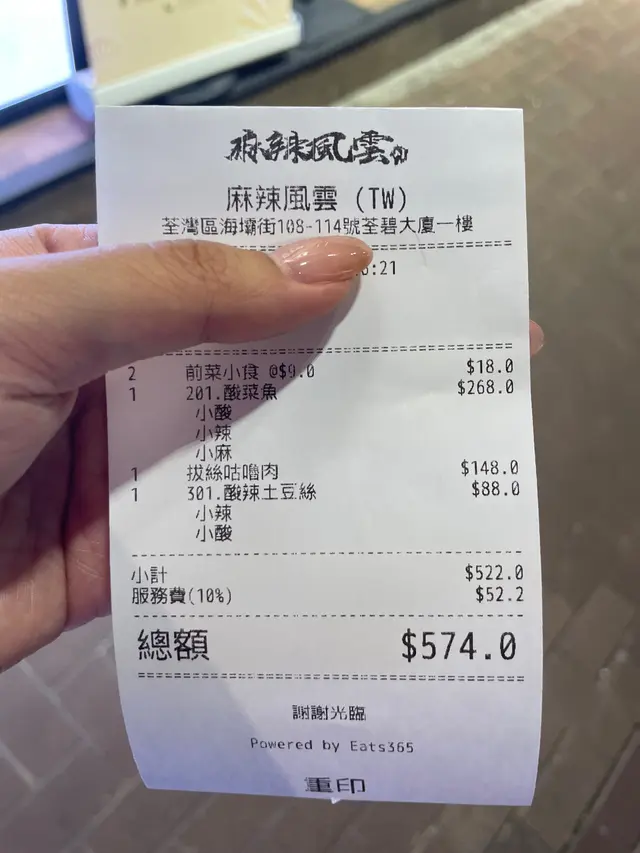 麻辣風雲
麻辣風雲 (TW)
荃灣區海壩街108-114號荃碧大廈一樓
6:21
2 前菜小食 @$9.0 $18.0
1 201.酸菜魚 $268.0
小酸
小辣
小麻
1 拔絲咕嚕肉 $148.0
1 301.酸辣土豆絲 $88.0
小辣
小酸
小計 $522.0
服務費(10%) $52.2
總額 $574.0
謝謝光臨
Powered by Eats365
重印